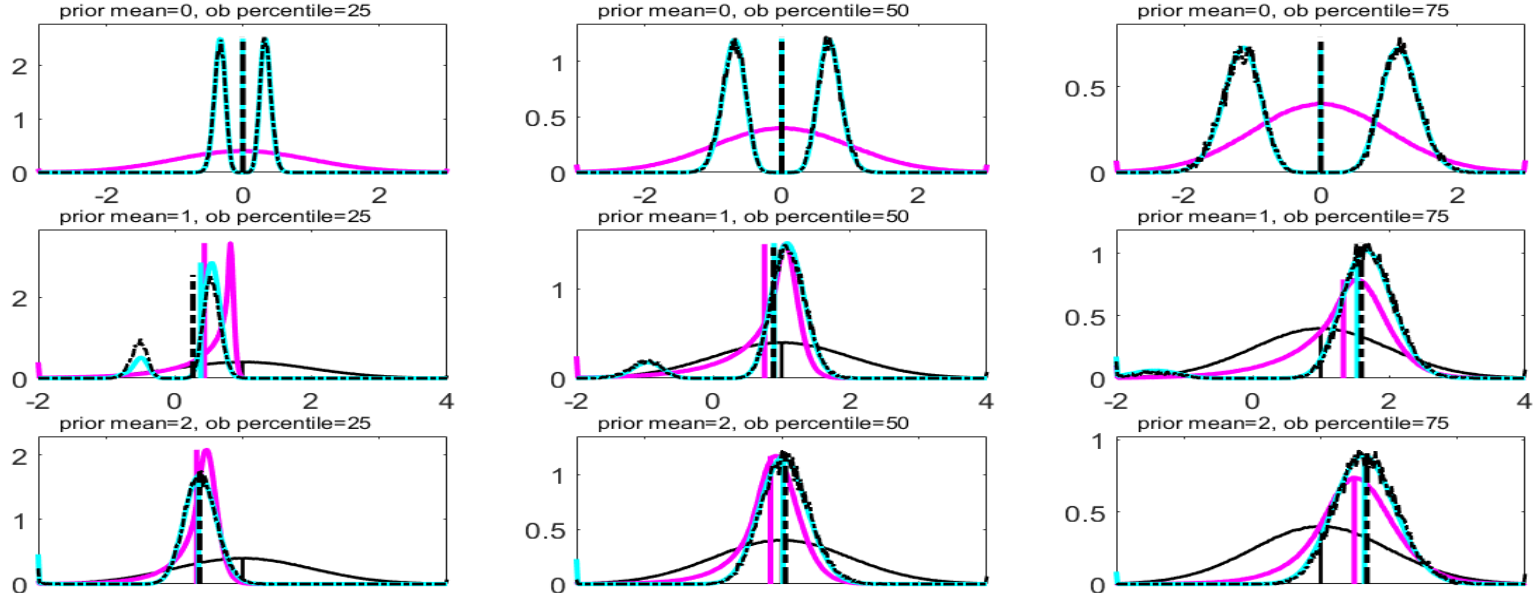 prior mean=0, ob percentile=25
prior mean=0, ob percentile=50
prior mean=0, ob percentile=75
2
1
0
-2 0 2
1
0.5
0
-2 0 2
0.5
0
-2 0 2
prior mean=1, ob percentile=25
prior mean=1, ob percentile=50
prior mean=1, ob percentile=75
2
0
-2 0 2 4
1
0
-2 0 2 4
1
0.5
0
-2 0 2 4
prior mean=2, ob percentile=25
prior mean=2, ob percentile=50
prior mean=2, ob percentile=75
2
1
0
1
0.5
0
1
0.5
0